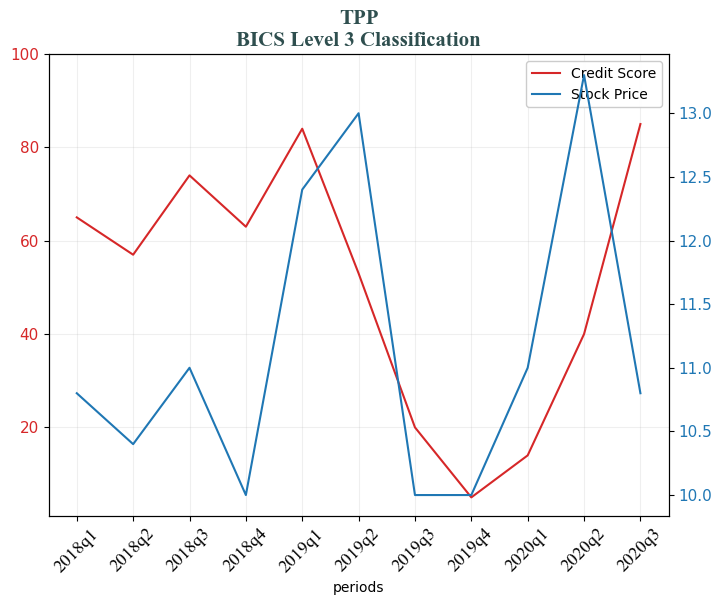 TPP
BICS Level 3 Classification
100
80
60
40
20
Credit Score
Stock Price
13.0
12.5
12.0
11.5
11.0
10.5
10.0
2018q1
2018q2
2018q3
2018q4
2019q1
2019q2
2019q3
2019q4
2020q1
2020q2
2020q3
periods